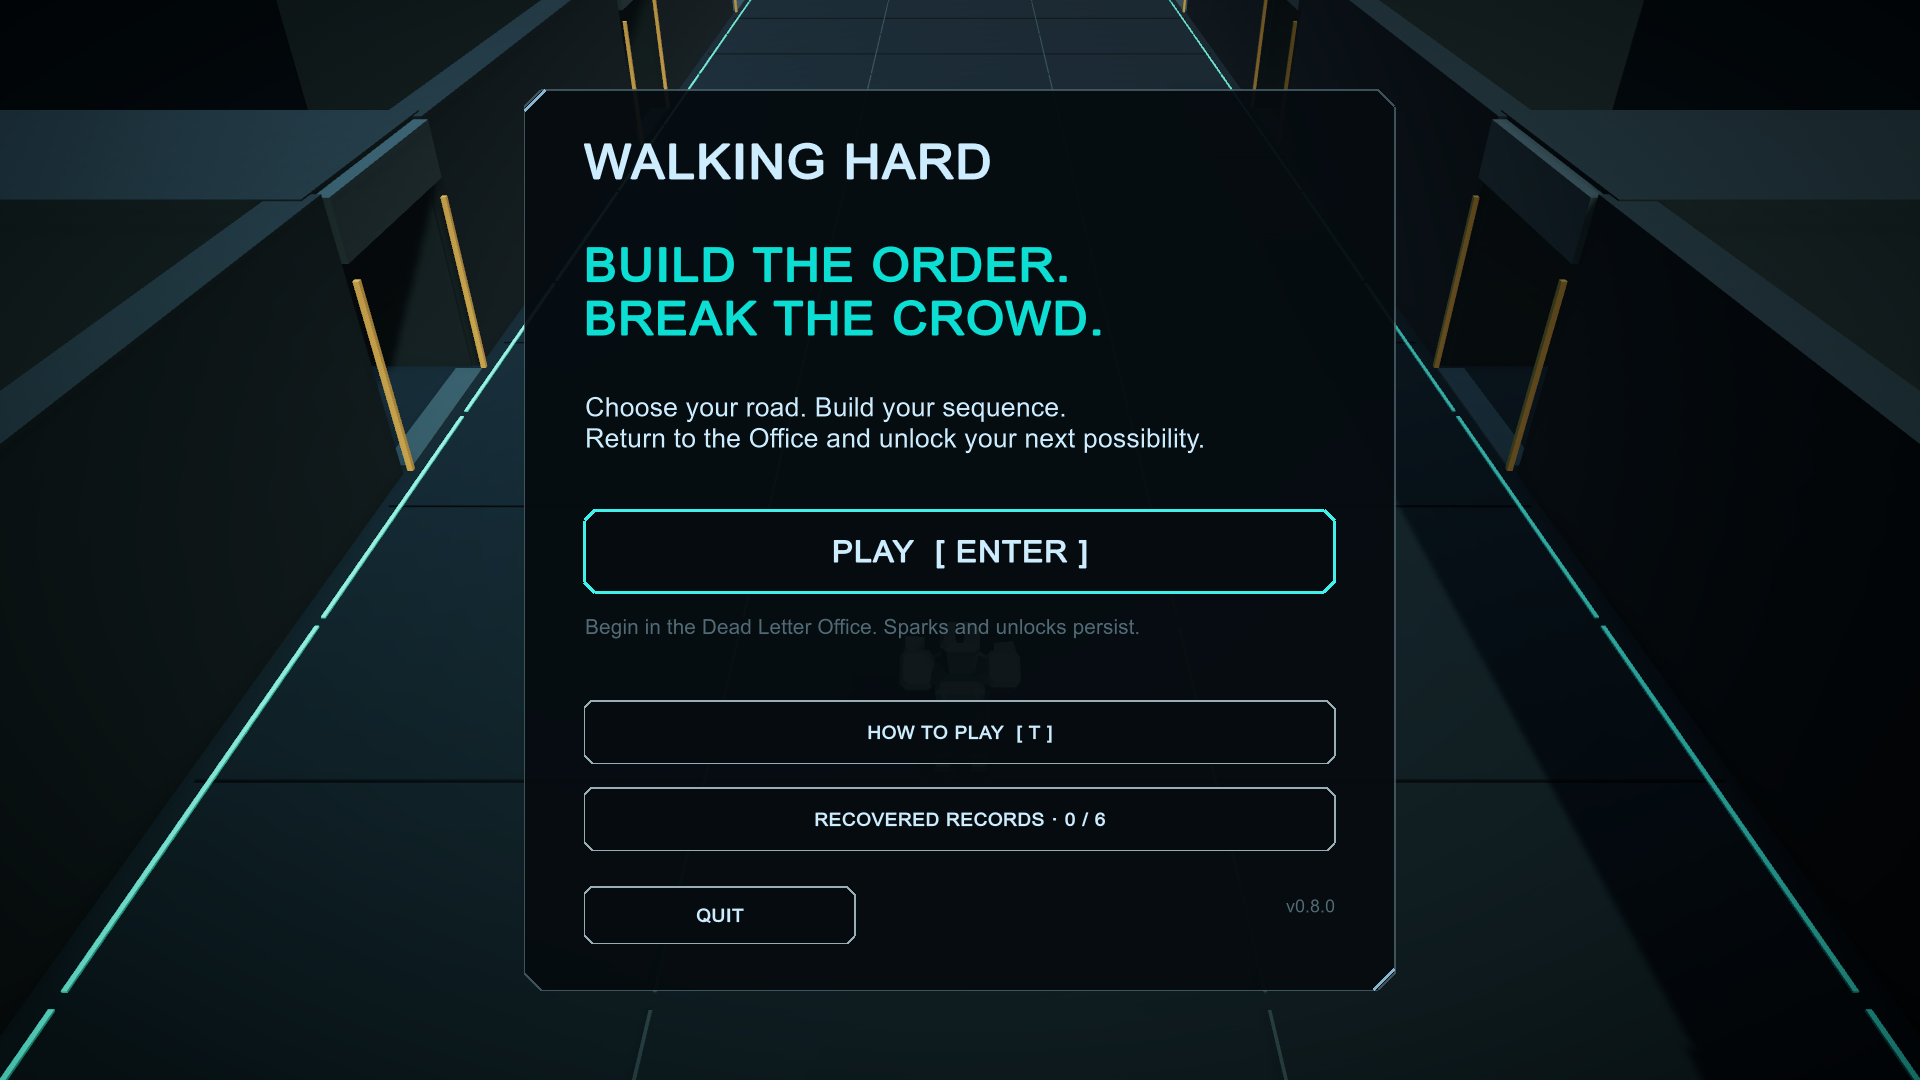 WALKING HARD
BUILD THE ORDER.
BREAK THE CROWD.
Choose your road. Build your sequence.
Return to the Office and unlock your next possibility.
PLAY [ ENTER ]
Begin in the Dead Letter Office. Sparks and unlocks persist.
HOW TO PLAY [ T ]
RECOVERED RECORDS · 0 / 6
QUIT
v0.8.0